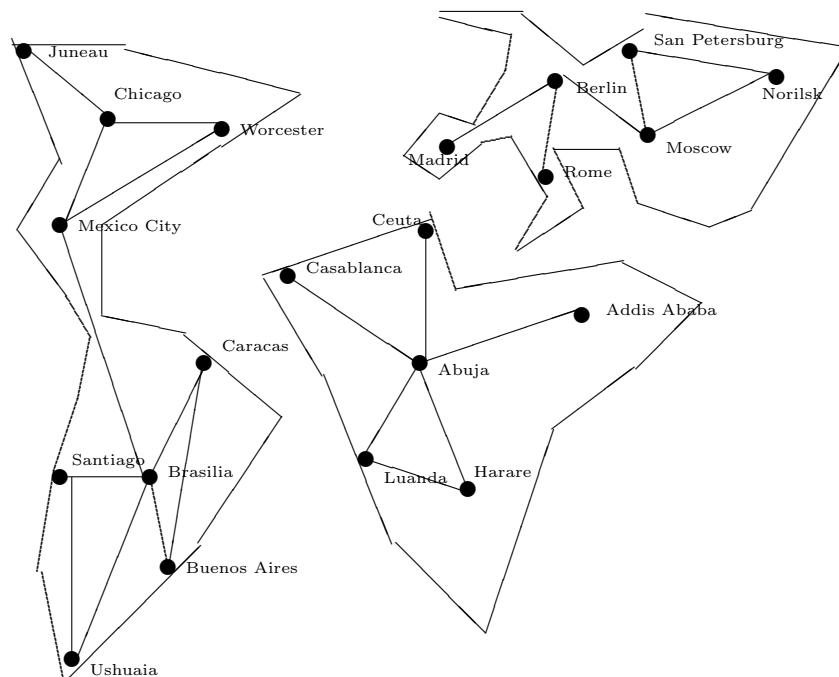 Juneau
San Petersburg
Chicago
Berlin
Norilsk
Worcester
Moscow
Madrid
Rome
Mexico City
Ceuta
Casablanca
Addis Ababa
Caracas
Abuja
Santiago
Brasilia
Luanda
Harare
Buenos Aires
Ushuaia